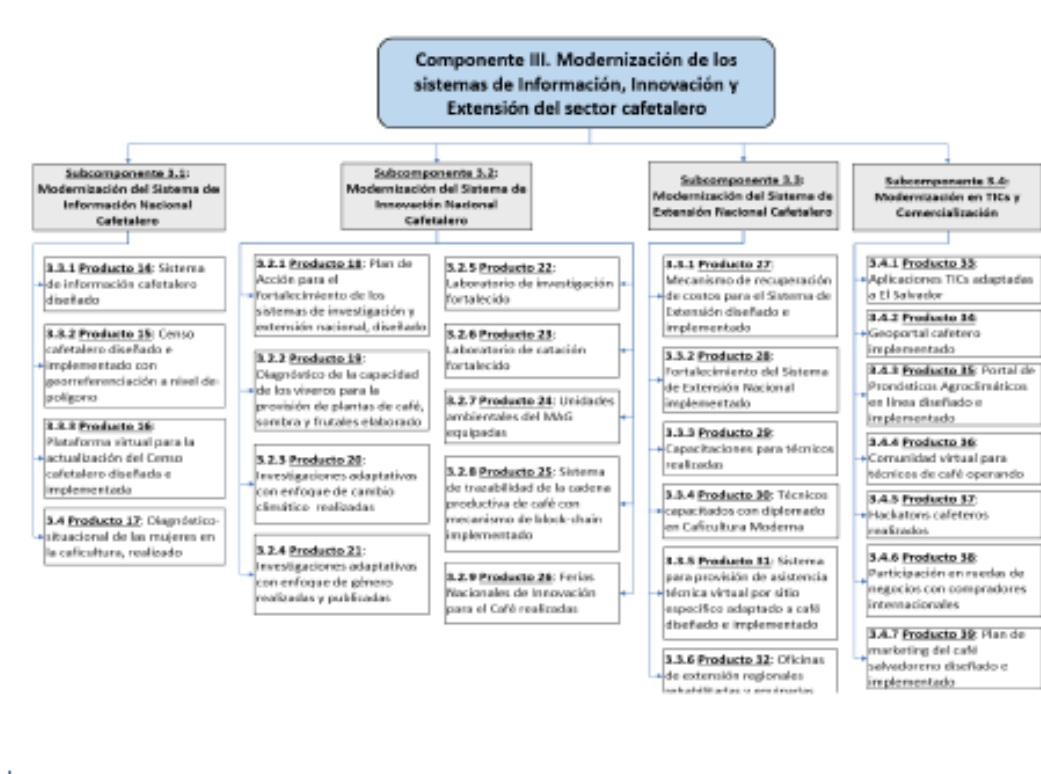 Componente III. Modernización de los
sistemas de Información, Innovación y
Extensión del sector cafetalero
Subcomponente 3.1:
Modernización del Sistema de
Información Nacional
Cafetalero
3.3.1 Producto 14: Sistema
de información cafetalero
diseñado
3.3.2 Producto 15: Censo
cafetalero diseñado e
implementado con
georreferenciación a nivel de
polígono
3.3.3 Producto 16:
Plataforma virtual para la
actualización del Censo
cafetalero diseñada e
implementada
3.4 Producto 17: Diagnóstico
situacional de las mujeres en
la caficultura, realizado
Subcomponente 3.2:
Modernización del Sistema de
Innovación Nacional
Cafetalero
3.2.1 Producto 18: Plan de
Acción para el
fortalecimiento de los
sistemas de investigación y
extensión nacional, diseñado
3.2.2 Producto 19:
Diagnóstico de la capacidad
de los viveros para la
provisión de plantas de café,
sombra y frutales elaborado
3.2.3 Producto 20:
Investigaciones adaptativas
con enfoque de cambio
climático realizadas
3.2.4 Producto 21:
Investigaciones adaptativas
con enfoque de género
realizadas y publicadas
3.2.5 Producto 22:
Laboratorio de investigación
fortalecido
3.2.6 Producto 23:
Laboratorio de catación
fortalecido
3.2.7 Producto 24: Unidades
ambientales del MAG
equipadas
3.2.8 Producto 25: Sistema
de trazabilidad de la cadena
productiva de café con
mecanismo de block-chain
implementado
3.2.9 Producto 26: Ferias
Nacionales de Innovación
para el Café realizadas
Subcomponente 3.3:
Modernización del Sistema de
Extensión Nacional Cafetalero
3.3.1 Producto 27:
Mecanismo de recuperación
de costos para el Sistema de
Extensión diseñado e
implementado
3.3.2 Producto 28:
Fortalecimiento del Sistema
de Extensión Nacional
implementado
3.3.3 Producto 29:
Capacitaciones para técnicos
realizadas
3.3.4 Producto 30: Técnicos
capacitados con diplomado
en Caficultura Moderna
3.3.5 Producto 31: Sistema
para provisión de asistencia
técnica virtual por sitio
específico adaptado a café
diseñado e implementado
3.3.6 Producto 32: Oficinas
de extensión regionales
rehabilitadas y equipadas
Subcomponente 3.4:
Modernización en TICs y
Comercialización
3.4.1 Producto 33:
Aplicaciones TICs adaptadas
a El Salvador
3.4.2 Producto 34:
Geoportal cafetero
implementado
3.4.3 Producto 35: Portal de
Pronósticos Agroclimáticos
en línea diseñado e
implementado
3.4.4 Producto 36:
Comunidad virtual para
técnicos de café operando
3.4.5 Producto 37:
Hackatons cafeteros
realizados
3.4.6 Producto 38:
Participación en ruedas de
negocios con compradores
internacionales
3.4.7 Producto 39: Plan de
marketing del café
salvadoreno diseñado e
implementado